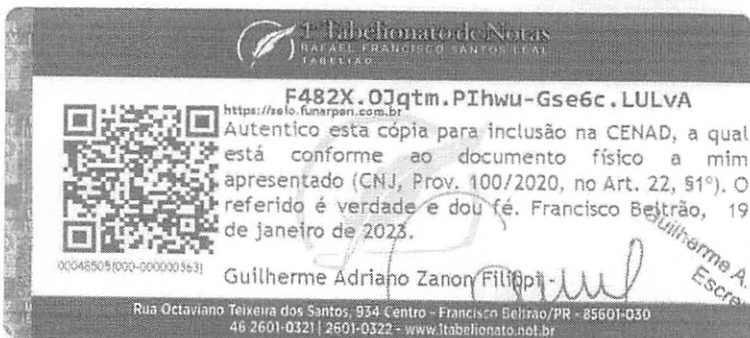 1º Tabelionato de Notas
RAFAEL FRANCISCO SANTOS LEAL
TABELIÃO
F482X.OJqtm.PIhwu-Gse6c.LULvA
https://selo.funarpen.com.br
Autentico esta cópia para inclusão na CENAD, a qual
está conforme ao documento físico a mim
apresentado (CNJ, Prov. 100/2020, no Art. 22, §1º). O
referido é verdade e dou fé. Francisco Beltrão, 19
de janeiro de 2023.
Guilherme A.
Escre
00048505(000-000000363)
Guilherme Adriano Zanon Filippi-
Rua Octaviano Teixeira dos Santos, 934 Centro - Francisco Beltrão/PR - 85601-030
46 2601-0321 | 2601-0322 - www.1tabelionato.not.br